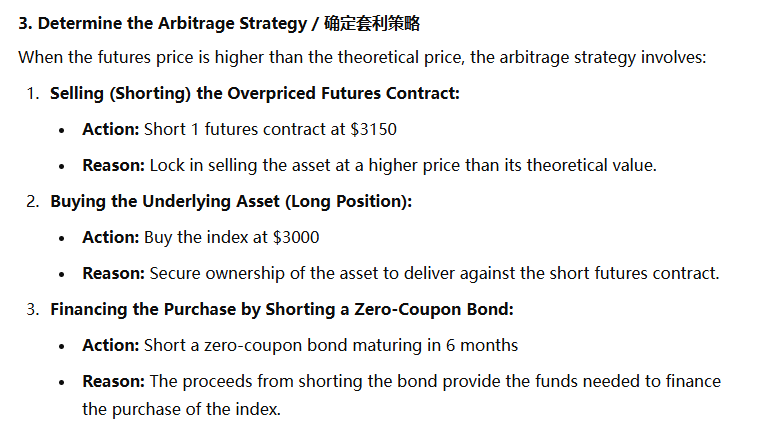 3. Determine the Arbitrage Strategy / 确定套利策略
When the futures price is higher than the theoretical price, the arbitrage strategy involves:
1. Selling (Shorting) the Overpriced Futures Contract:
• Action: Short 1 futures contract at $3150
• Reason: Lock in selling the asset at a higher price than its theoretical value.
2. Buying the Underlying Asset (Long Position):
• Action: Buy the index at $3000
• Reason: Secure ownership of the asset to deliver against the short futures contract.
3. Financing the Purchase by Shorting a Zero-Coupon Bond:
• Action: Short a zero-coupon bond maturing in 6 months
• Reason: The proceeds from shorting the bond provide the funds needed to finance
the purchase of the index.